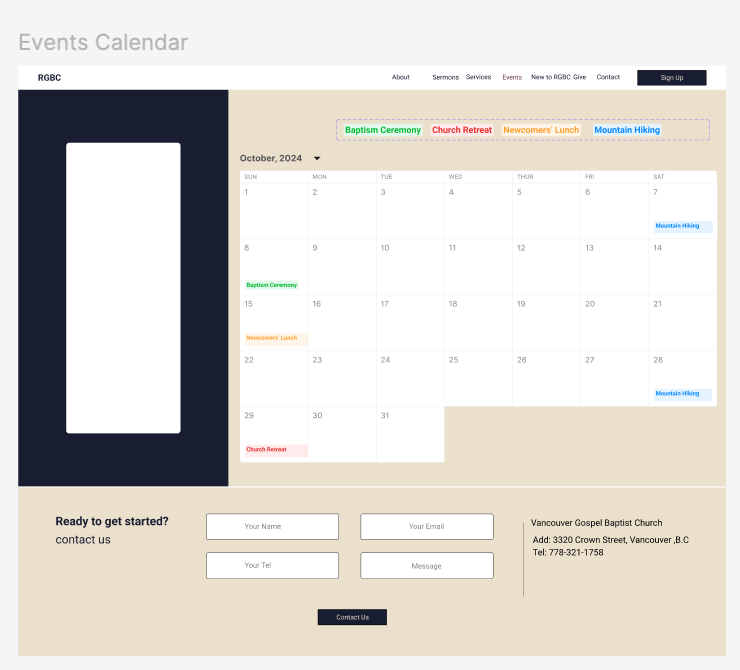 Events Calendar
RGBC About Sermons Services Events New to RGBC Give Contact Sign Up
Baptism Ceremony Church Retreat Newcomers' Lunch Mountain Hiking
October, 2024
SUN MON TUE WED THUR FRI SAT
1 2 3 4 5 6 7
Mountain Hiking
8 9 10 11 12 13 14
Baptism Ceremony
15 16 17 18 19 20 21
Newcomers' Lunch
22 23 24 25 26 27 28
Mountain Hiking
29 30 31
Church Retreat
Ready to get started?
contact us
Your Name Your Email
Your Tel Message
Contact Us
Vancouver Gospel Baptist Church
Add: 3320 Crown Street, Vancouver ,B.C
Tel: 778-321-1758